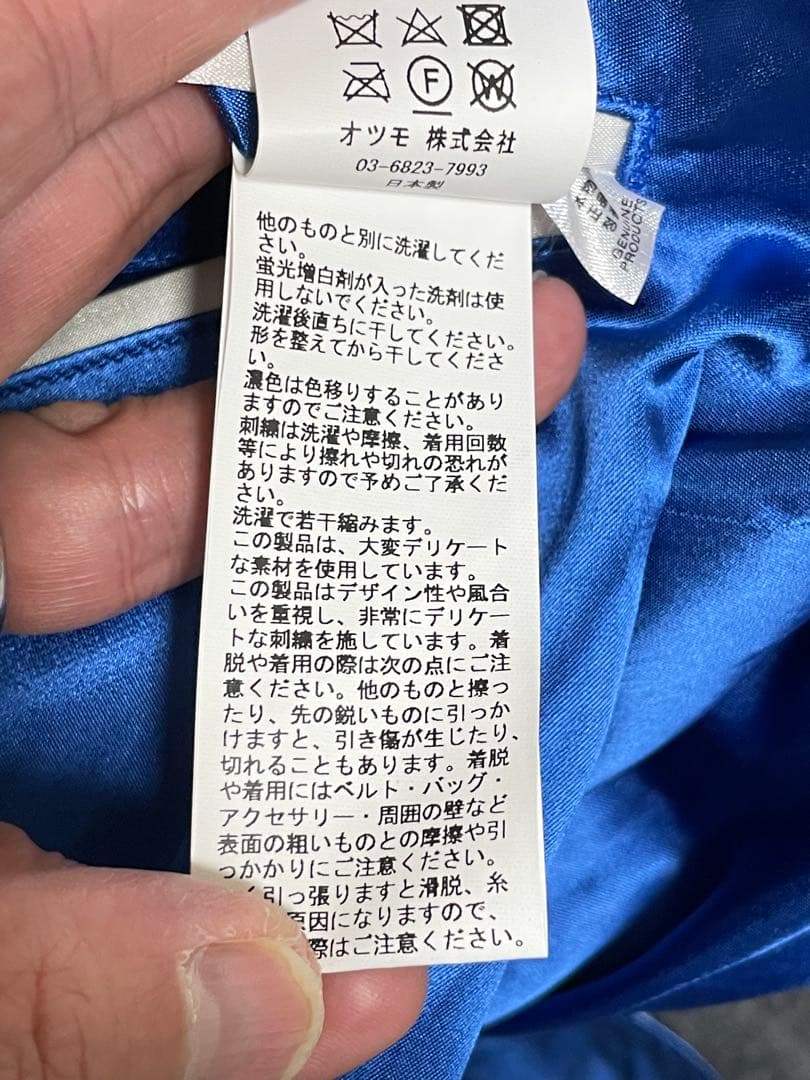 F
W
オツモ 株式会社
03-6823-7993
日本製
GENUINE
PRODUCTS
他のものと別に洗濯してくだ
さい。
蛍光増白剤が入った洗剤は使
用しないでください。
洗濯後直ちに干してください。
形を整えてから干してくださ
い。
濃色は色移りすることがあり
ますのでご注意ください。
刺繍は洗濯や摩擦、着用回数
等により擦れや切れの恐れが
ありますので予めご了承くだ
さい。
洗濯で若干縮みます。
この製品は、大変デリケート
な素材を使用しています。
この製品はデザイン性や風合
いを重視し、非常にデリケー
トな刺繍を施しています。着
脱や着用の際は次の点にご注
意ください。他のものと擦っ
たり、先の鋭いものに引っか
けますと、引き傷が生じたり、
切れることもあります。着脱
や着用にはベルト・バッグ・
アクセサリー・周囲の壁など
表面の粗いものとの摩擦や引
っかかりにご注意ください。
く引っ張りますと滑脱、糸
原因になりますので、
際はご注意ください。